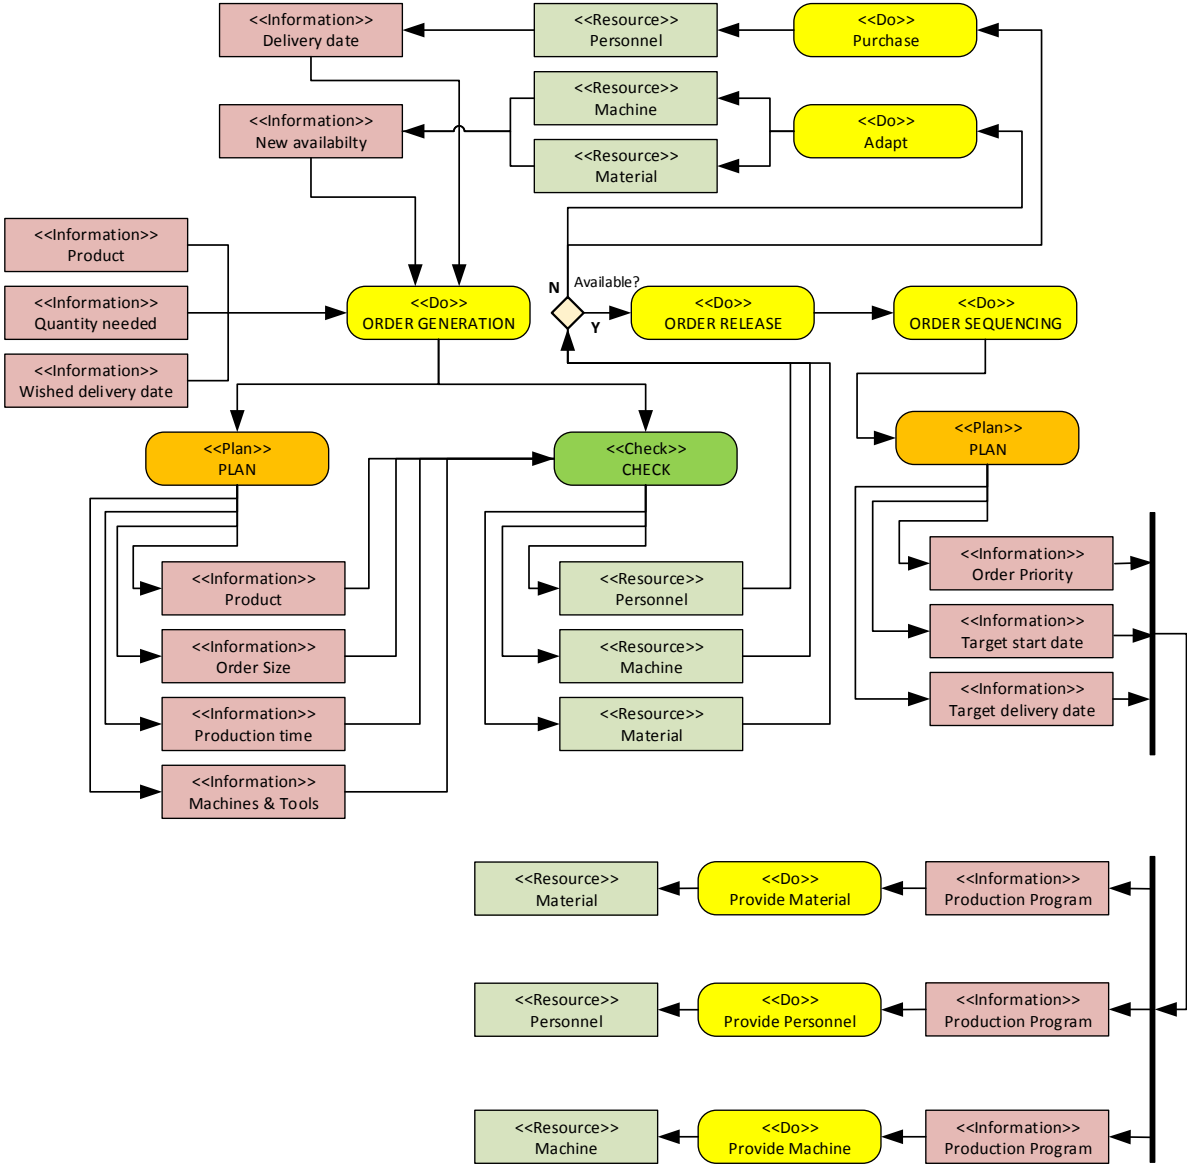 <<Information>>
Delivery date
<<Resource>>
Personnel
<<Do>>
Purchase
<<Resource>>
Machine
<<Information>>
New availabilty
<<Do>>
Adapt
<<Resource>>
Material
<<Information>>
Product
<<Information>>
Quantity needed
<<Information>>
Wished delivery date
<<Do>>
ORDER GENERATION
N
Available?
Y
<<Do>>
ORDER RELEASE
<<Do>>
ORDER SEQUENCING
<<Plan>>
PLAN
<<Check>>
CHECK
<<Plan>>
PLAN
<<Information>>
Product
<<Information>>
Order Size
<<Information>>
Production time
<<Information>>
Machines & Tools
<<Resource>>
Personnel
<<Resource>>
Machine
<<Resource>>
Material
<<Information>>
Order Priority
<<Information>>
Target start date
<<Information>>
Target delivery date
<<Resource>>
Material
<<Do>>
Provide Material
<<Information>>
Production Program
<<Resource>>
Personnel
<<Do>>
Provide Personnel
<<Information>>
Production Program
<<Resource>>
Machine
<<Do>>
Provide Machine
<<Information>>
Production Program